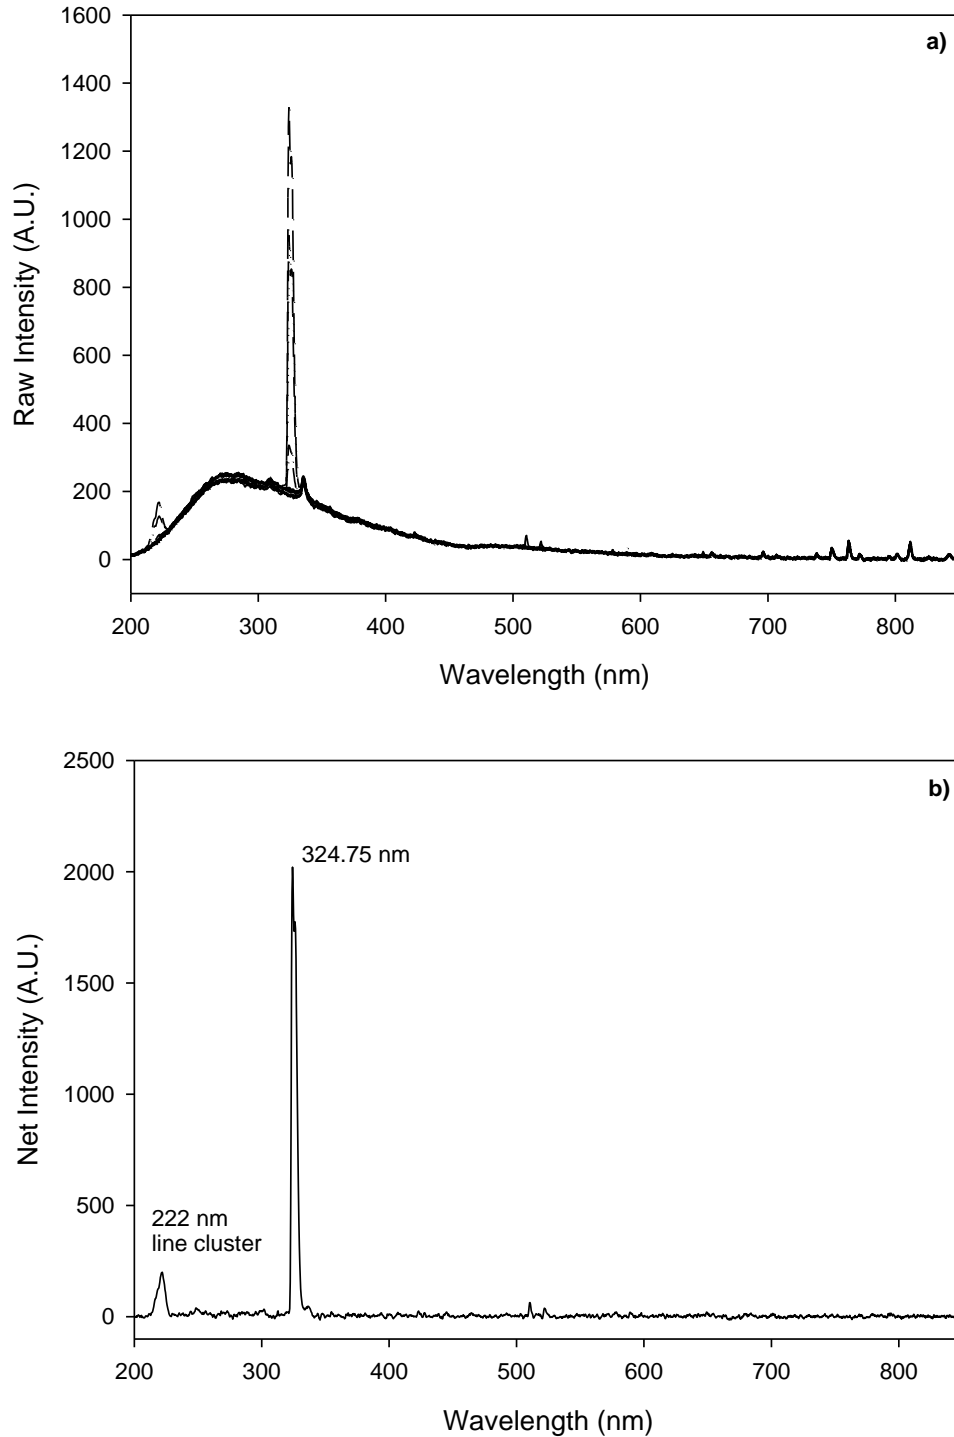 a)
Raw Intensity (A.U.)
1600
1400
1200
1000
800
600
400
200
0
200 300 400 500 600 700 800
Wavelength (nm)
b)
Net Intensity (A.U.)
2500
2000
1500
1000
500
0
324.75 nm
222 nm
line cluster
200 300 400 500 600 700 800
Wavelength (nm)